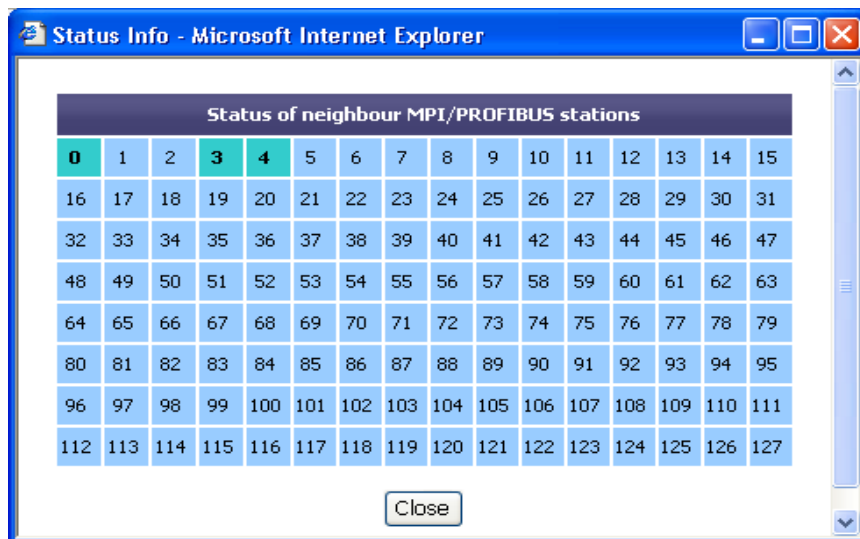 Status Info - Microsoft Internet Explorer
Status of neighbour MPI/PROFIBUS stations
0 1 2 3 4 5 6 7 8 9 10 11 12 13 14 15
16 17 18 19 20 21 22 23 24 25 26 27 28 29 30 31
32 33 34 35 36 37 38 39 40 41 42 43 44 45 46 47
48 49 50 51 52 53 54 55 56 57 58 59 60 61 62 63
64 65 66 67 68 69 70 71 72 73 74 75 76 77 78 79
80 81 82 83 84 85 86 87 88 89 90 91 92 93 94 95
96 97 98 99 100 101 102 103 104 105 106 107 108 109 110 111
112 113 114 115 116 117 118 119 120 121 122 123 124 125 126 127
Close